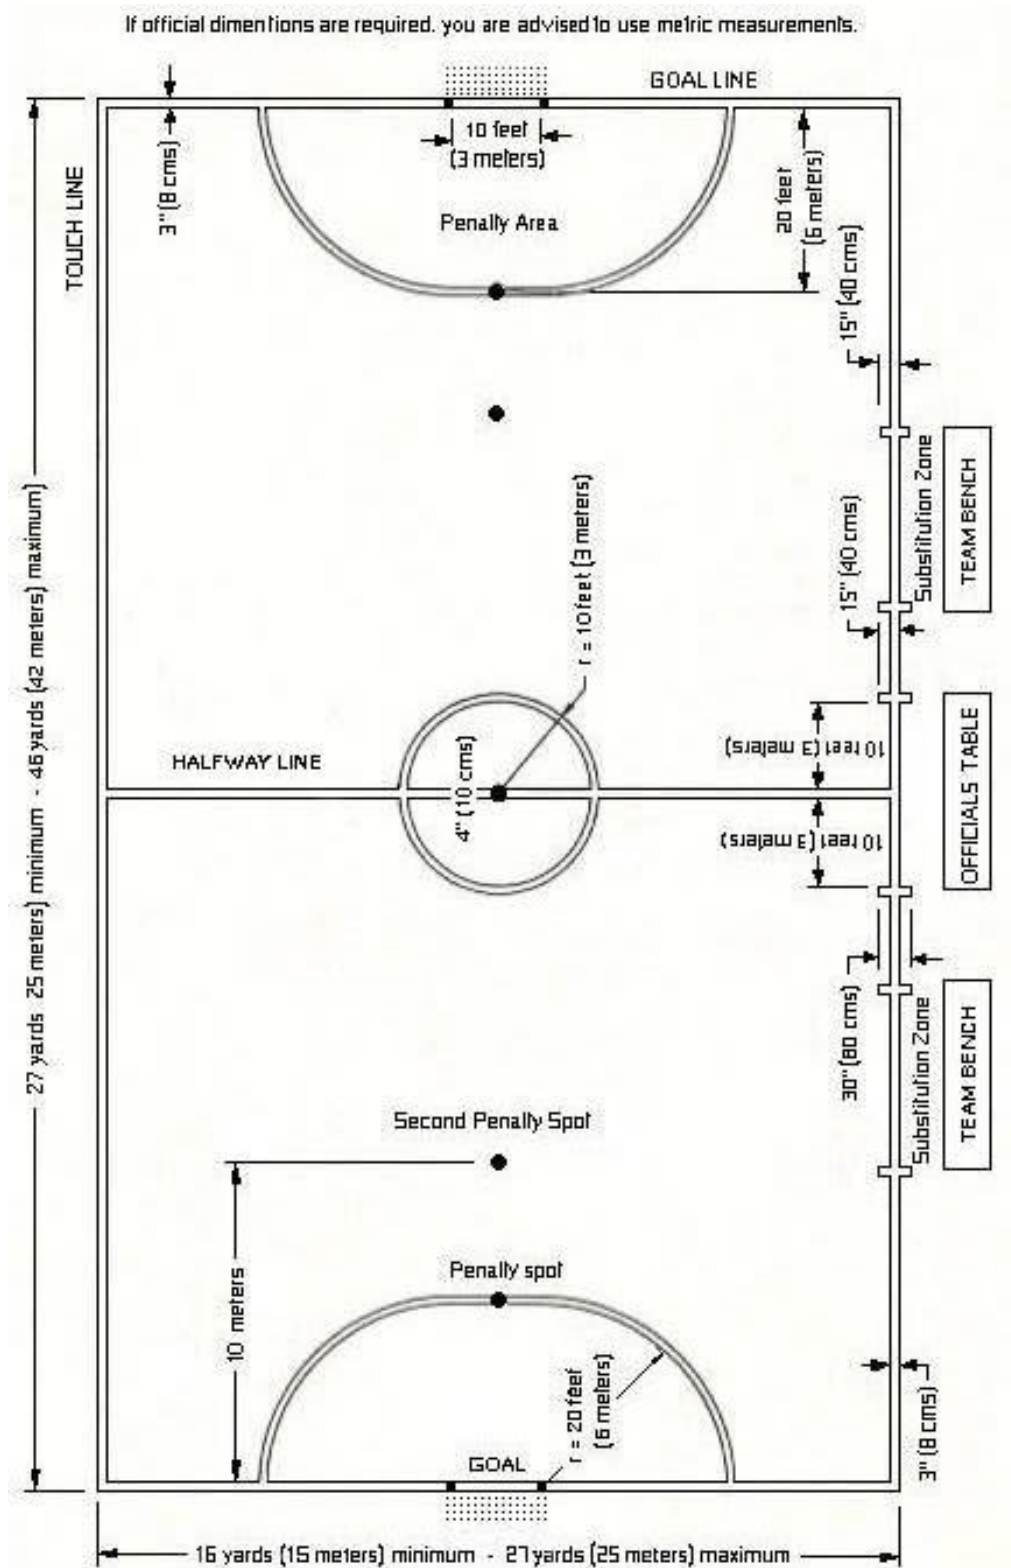 If official dimentions are required. you are advised to use metric measurements.
GOAL LINE
10 feet
(3 meters)
3" (8 cms)
TOUCH LINE
Penally Area
20 feet
(6 meters)
15" (40 cms)
Substitution Zone
TEAM BENCH
15" (40 cms)
r = 10 feet (3 meters)
27 yards 25 meters) minimum - 46 yards (42 meters) maximum)
HALFWAY LINE
4" (10 cms)
10 feet (3 meters)
10 feet (3 meters)
OFFICIALS TABLE
30" (80 cms)
Substitution Zone
TEAM BENCH
Second Penally Spot
10 meters
Penally spot
r = 20 feet
(6 meters)
GOAL
3" (8 cms)
16 yards (15 meters) minimum - 27 yards (25 meters) maximum